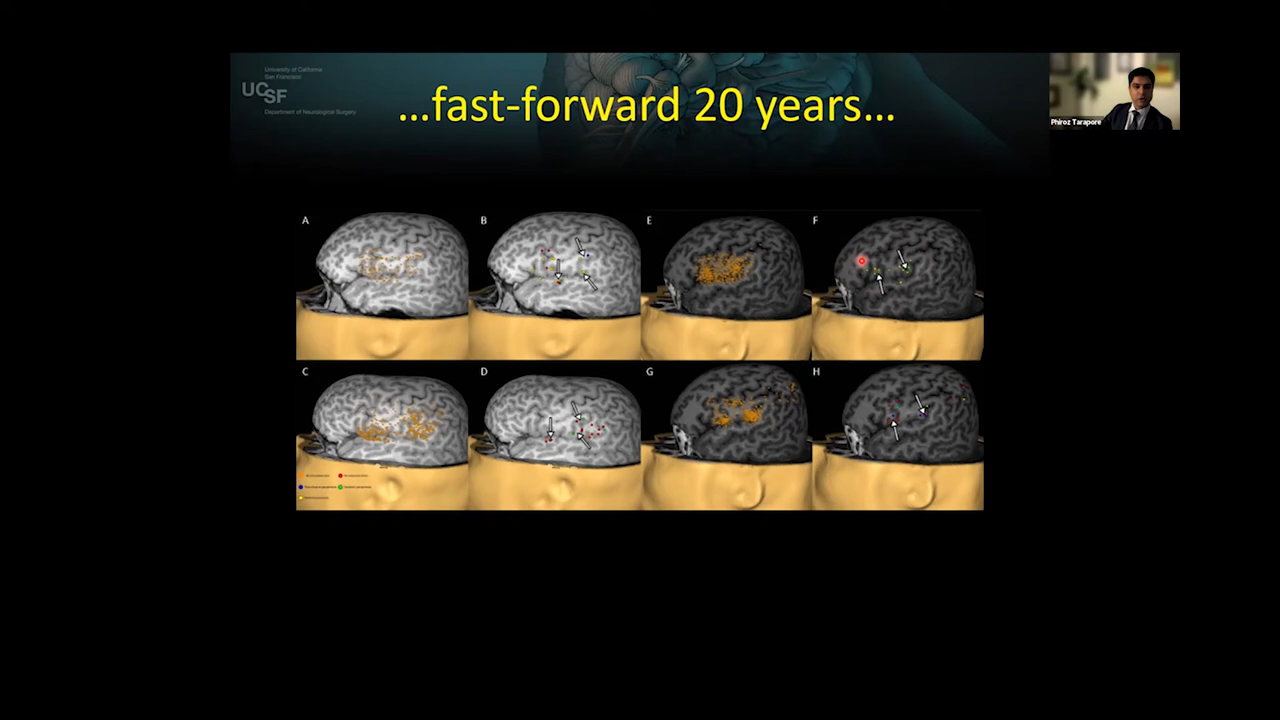 University of California
San Francisco
UCSF
Department of Neurological Surgery
...fast-forward 20 years...
Phiroz Tarapore
A
B
E
F
C
D
G
H